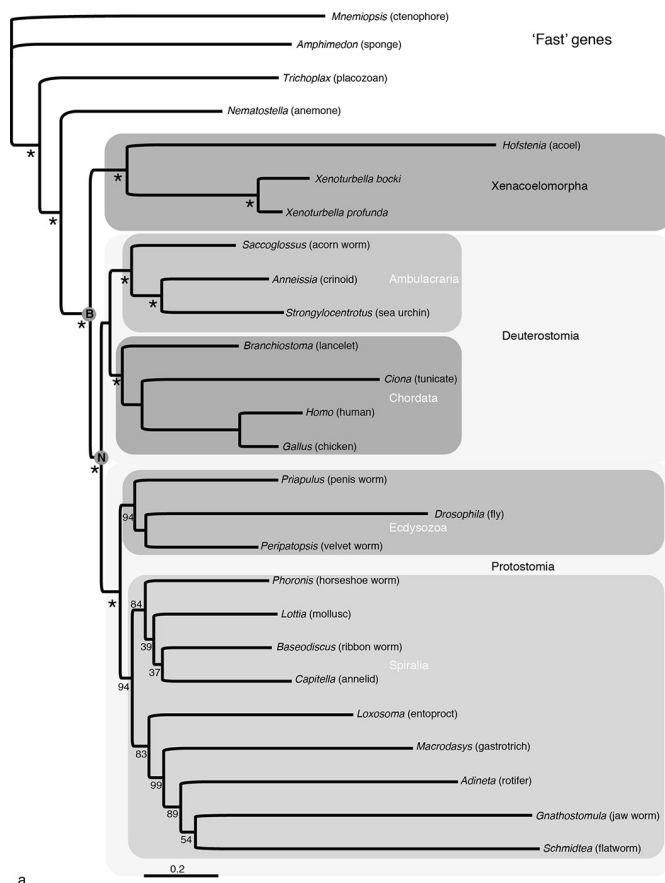 Mnemiopsis (ctenophore)
'Fast' genes
Amphimedon (sponge)
Trichoplax (placozoan)
Nematostella (anemone)
Hofstenia (acoel)
*
*
Xenoturbella bocki
Xenacoelomorpha
*
Xenoturbella profunda
*
Saccoglossus (acorn worm)
*
Anneissia (crinoid)
Ambulacraria
*
Strongylocentrotus (sea urchin)
B
*
Deuterostomia
Branchiostoma (lancelet)
*
Ciona (tunicate)
Chordata
Homo (human)
Gallus (chicken)
N
*
Priapulus (penis worm)
94
Drosophila (fly)
Ecdysozoa
Peripatopsis (velvet worm)
Protostomia
Phoronis (horseshoe worm)
*
84
Lottia (mollusc)
39
Baseodiscus (ribbon worm)
Spiralia
37
Capitella (annelid)
94
Loxosoma (entoproct)
83
Macrodasys (gastrotrich)
99
Adineta (rotifer)
89
Gnathostomula (jaw worm)
54
Schmidtea (flatworm)
0.2
a